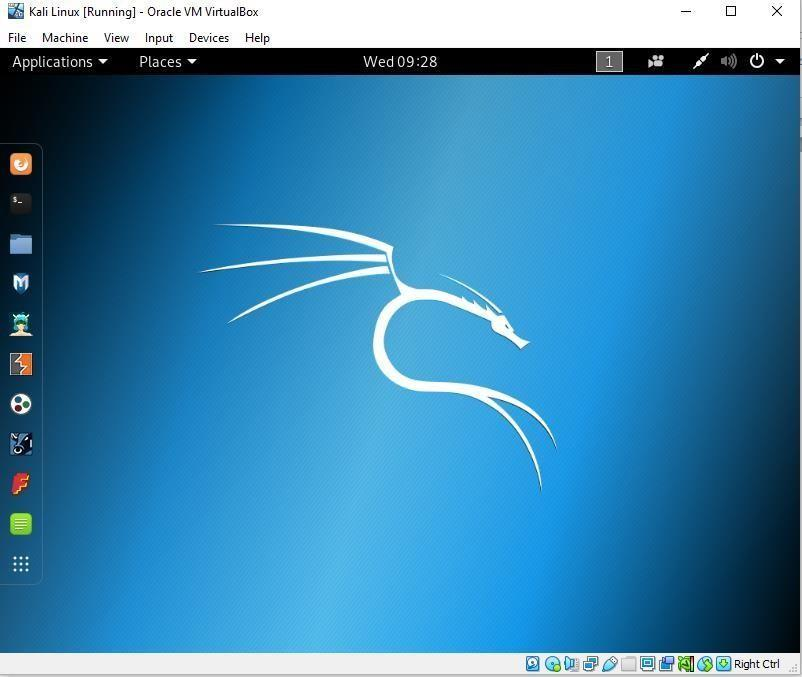 Kali Linux [Running] - Oracle VM VirtualBox
File Machine View Input Devices Help
Applications Places Wed 09:28 1
$_
Right Ctrl